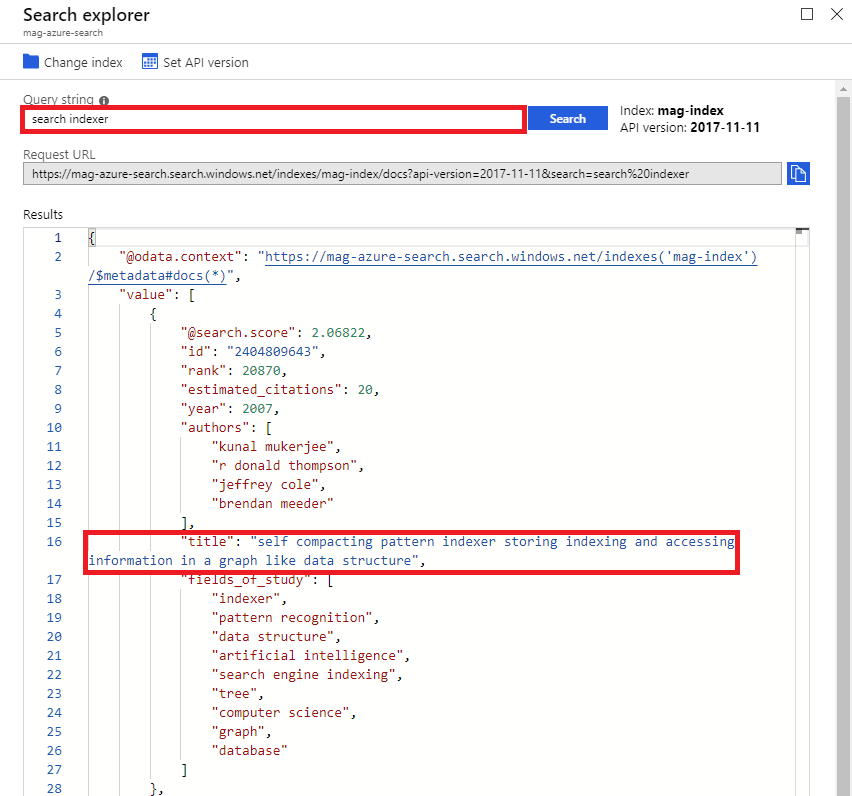 Search explorer
mag-azure-search
Change index
Set API version
Query string
search indexer
Search
Index: mag-index
API version: 2017-11-11
Request URL
https://mag-azure-search.search.windows.net/indexes/mag-index/docs?api-version=2017-11-11&search=search%20indexer
Results
1 {
2 "@odata.context": "https://mag-azure-search.search.windows.net/indexes('mag-index')
/$metadata#docs(*)",
3 "value": [
4 {
5 "@search.score": 2.06822,
6 "id": "2404809643",
7 "rank": 20870,
8 "estimated_citations": 20,
9 "year": 2007,
10 "authors": [
11 "kunal mukerjee",
12 "r donald thompson",
13 "jeffrey cole",
14 "brendan meeder"
15 ],
16 "title": "self compacting pattern indexer storing indexing and accessing
information in a graph like data structure",
17 "fields_of_study": [
18 "indexer",
19 "pattern recognition",
20 "data structure",
21 "artificial intelligence",
22 "search engine indexing",
23 "tree",
24 "computer science",
25 "graph",
26 "database"
27 ]
28 },